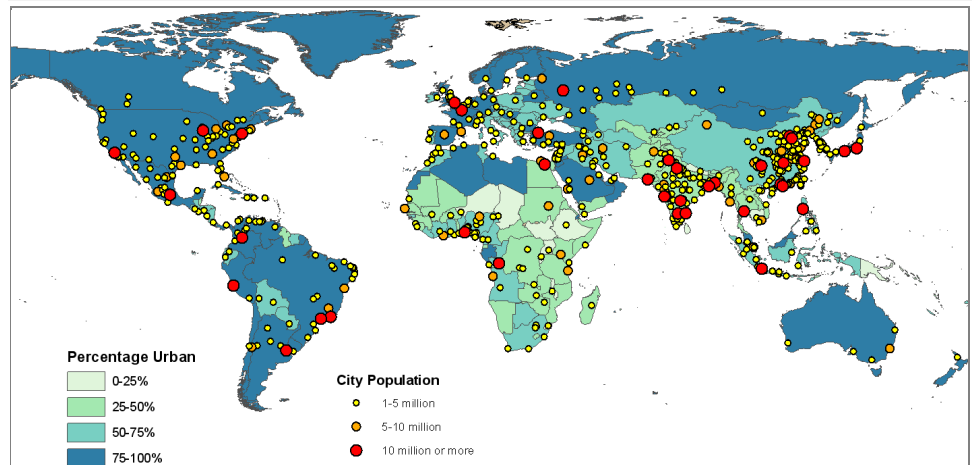 Percentage Urban
0-25%
25-50%
50-75%
75-100%
City Population
1-5 million
5-10 million
10 million or more